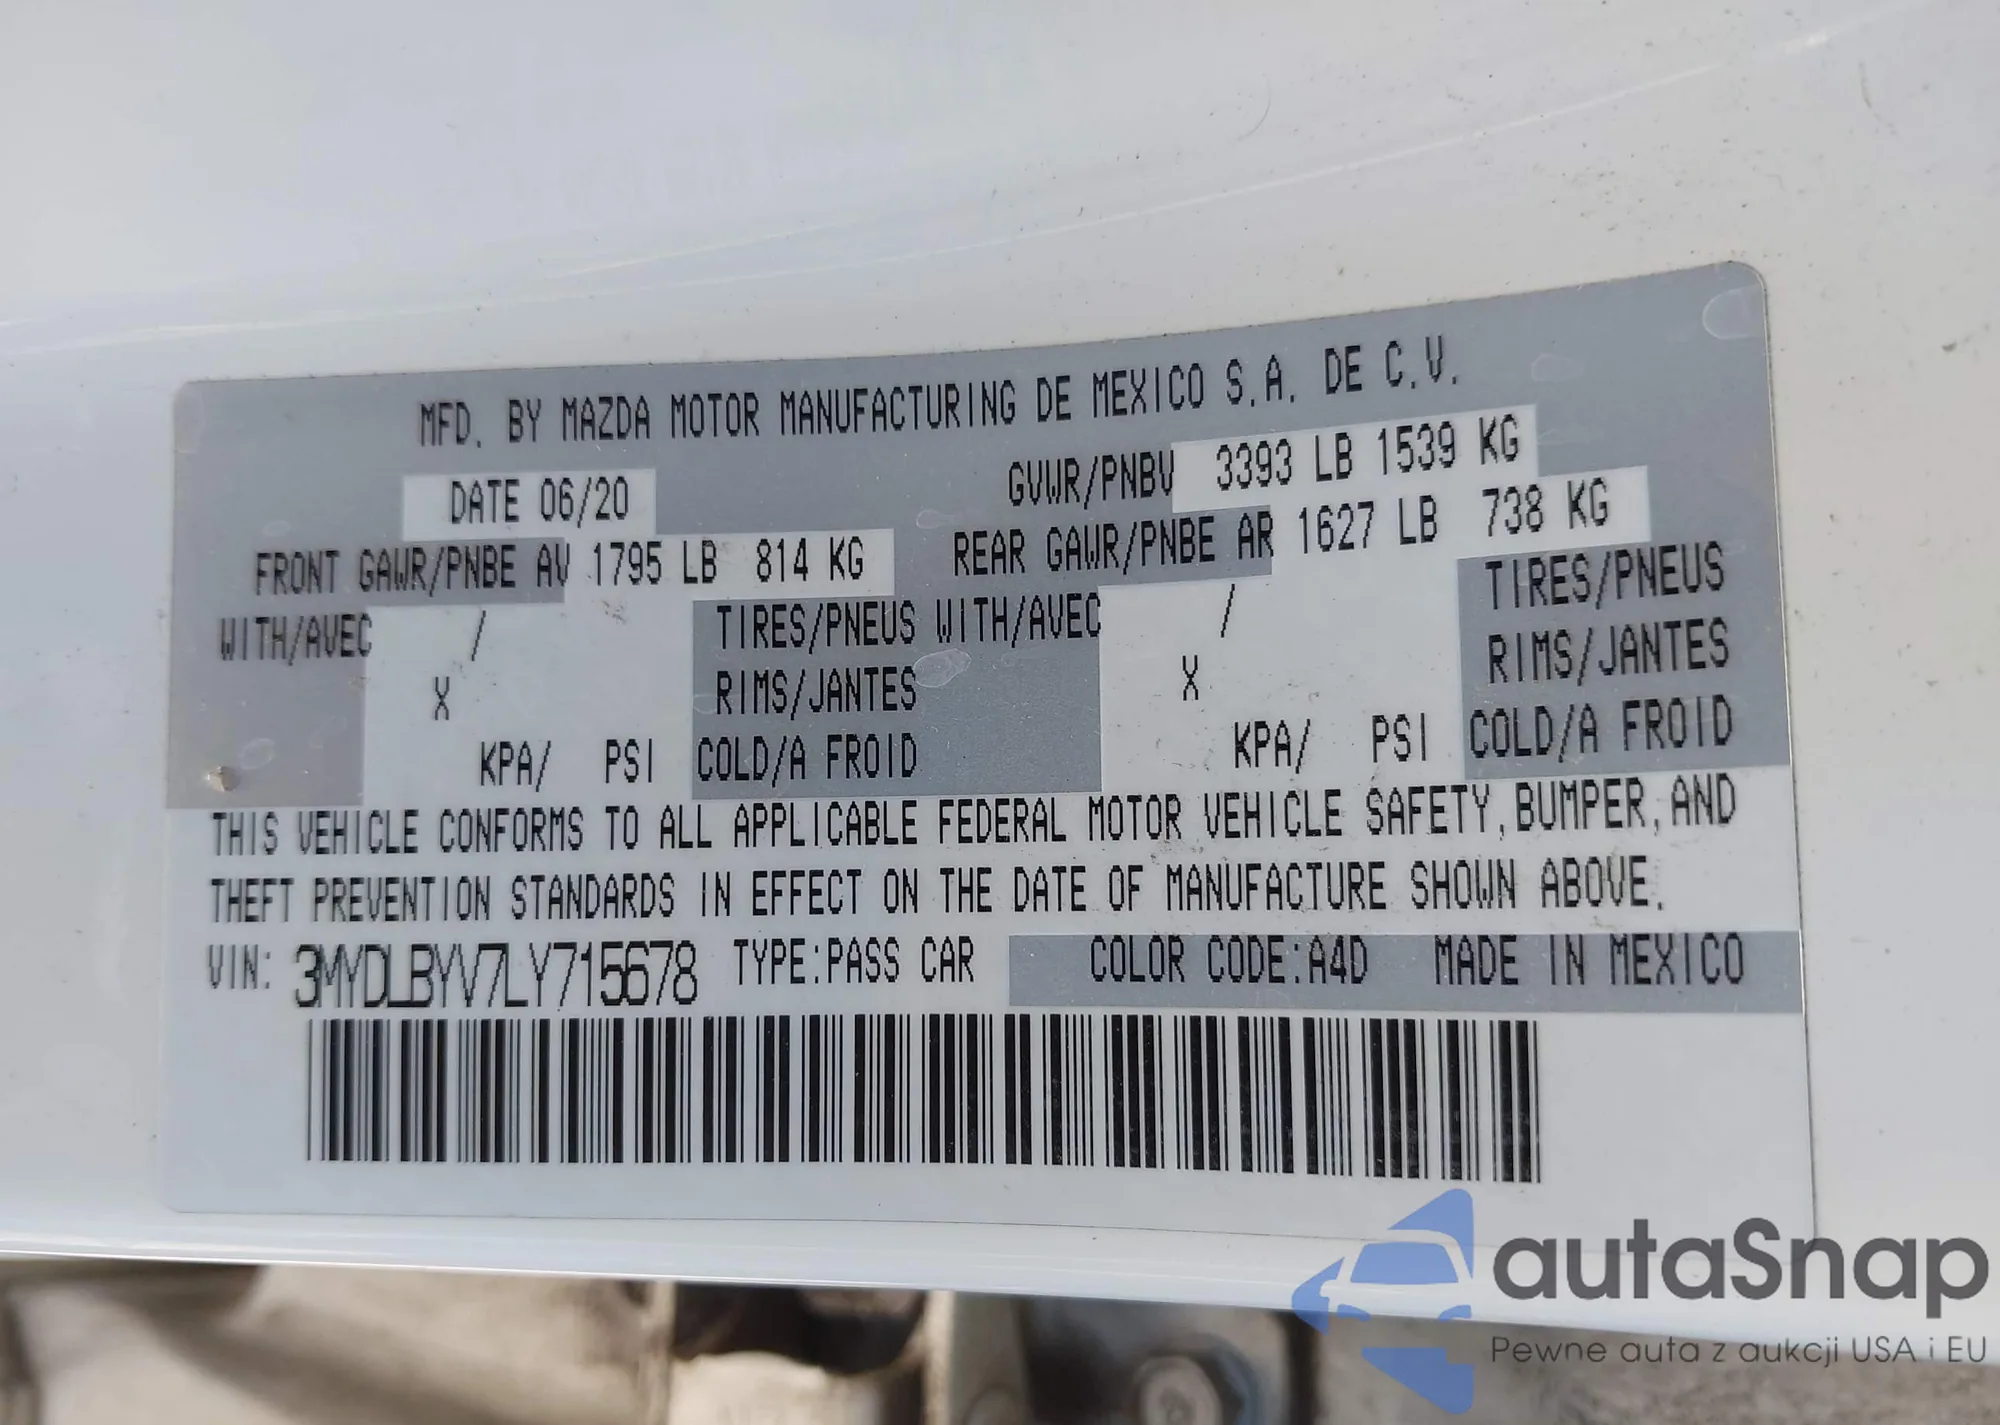 MFD. BY MAZDA MOTOR MANUFACTURING DE MEXICO S.A. DE C.V.
DATE 06/20 GVWR/PNBV 3393 LB 1539 KG
FRONT GAWR/PNBE AV 1795 LB 814 KG REAR GAWR/PNBE AR 1627 LB 738 KG
WITH/AVEC / TIRES/PNEUS WITH/AVEC / TIRES/PNEUS
X RIMS/JANTES X RIMS/JANTES
KPA/ PSI COLD/A FROID KPA/ PSI COLD/A FROID
THIS VEHICLE CONFORMS TO ALL APPLICABLE FEDERAL MOTOR VEHICLE SAFETY, BUMPER, AND
THEFT PREVENTION STANDARDS IN EFFECT ON THE DATE OF MANUFACTURE SHOWN ABOVE.
VIN: 3MYDLBYV7LY715678 TYPE:PASS CAR COLOR CODE:A4D MADE IN MEXICO
autaSnap
Pewne auta z aukcji USA i EU